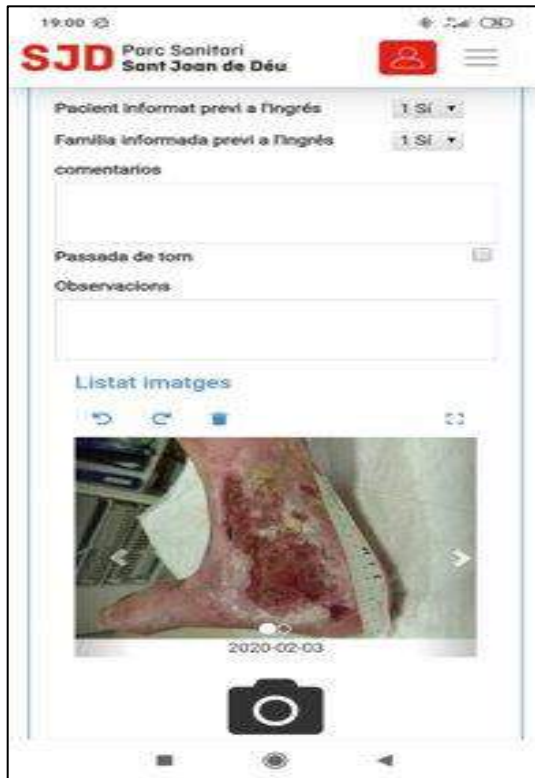 19:00
SJD Parc Sanitari
Sant Joan de Déu
Pacient informat previ a l'ingrés 1 Sí
Familia informada previ a l'ingrés 1 Sí
comentarios
Passada de torn
Observacions
Listat imatges
2020-02-03